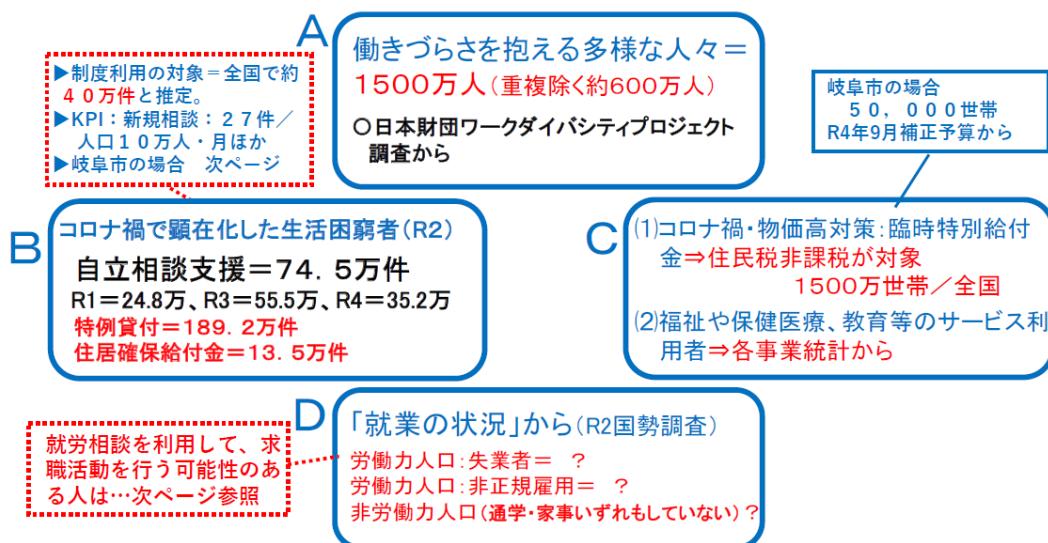 A
働きづらさを抱える多様な人々＝
1500万人（重複除く約600万人）
〇日本財団ワークダイバシティプロジェクト
調査から
▶制度利用の対象＝全国で約
４０万件と推定。
▶KPI：新規相談：２７件／
人口１０万人・月ほか
▶岐阜市の場合　次ページ
岐阜市の場合
５０，０００世帯
R4年9月補正予算から
B
コロナ禍で顕在化した生活困窮者（R2）
自立相談支援＝74．5万件
R1＝24.8万、R3＝55.5万、R4＝35.2万
特例貸付＝189．2万件
住居確保給付金＝13．5万件
C
⑴コロナ禍・物価高対策：臨時特別給付
金⇒住民税非課税が対象
1500万世帯／全国
⑵福祉や保健医療、教育等のサービス利
用者⇒各事業統計から
D
「就業の状況」から（R2国勢調査）
労働力人口：失業者＝　？
労働力人口：非正規雇用＝　？
非労働力人口（通学・家事いずれもしていない）？
就労相談を利用して、求
職活動を行う可能性のあ
る人は…次ページ参照